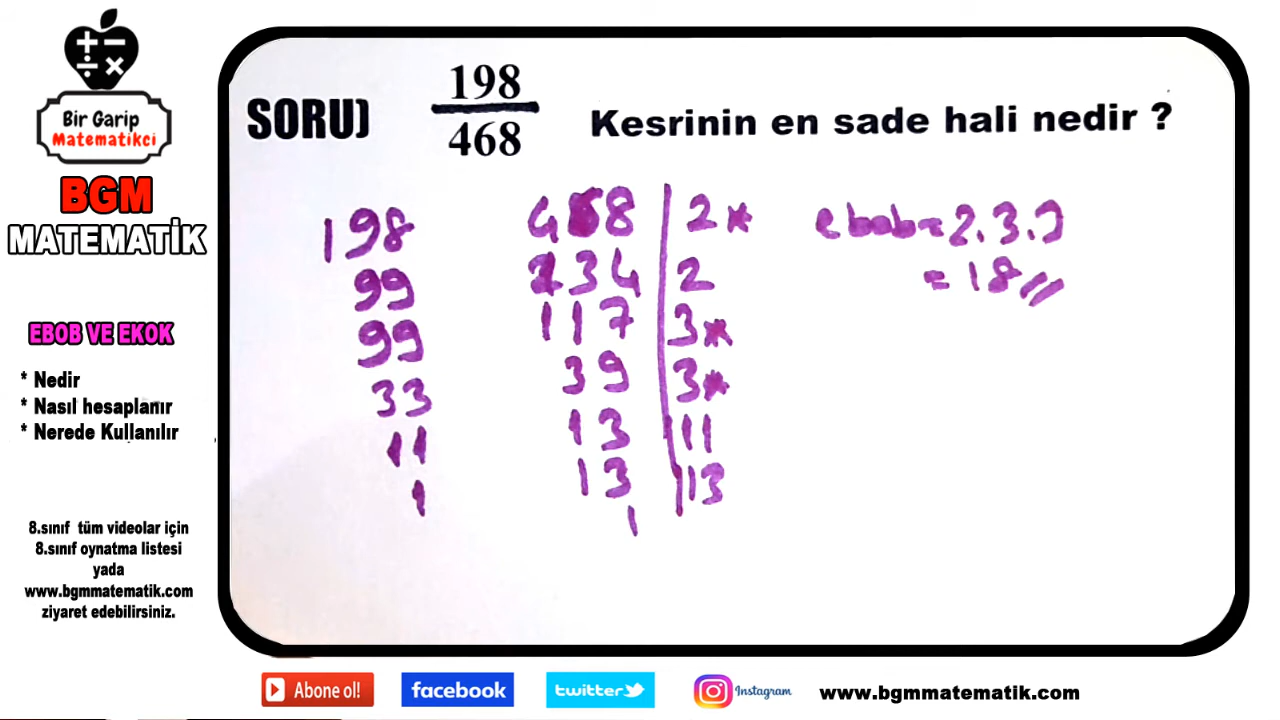 Bir Garip
Matematikci
BGM
MATEMATİK
EBOB VE EKOK
* Nedir
* Nasıl hesaplanır
* Nerede Kullanılır
8.sınıf tüm videolar için
8.sınıf oynatma listesi
yada
www.bgmmatematik.com
ziyaret edebilirsiniz.
SORU) 198/468 Kesrinin en sade hali nedir ?
198 468 | 2*
99 234 | 2
99 117 | 3*
33 39 | 3*
11 13 | 11
1 13 | 13
1
ebob = 2.3.3
= 18//
Abone ol!
facebook
twitter
Instagram
www.bgmmatematik.com